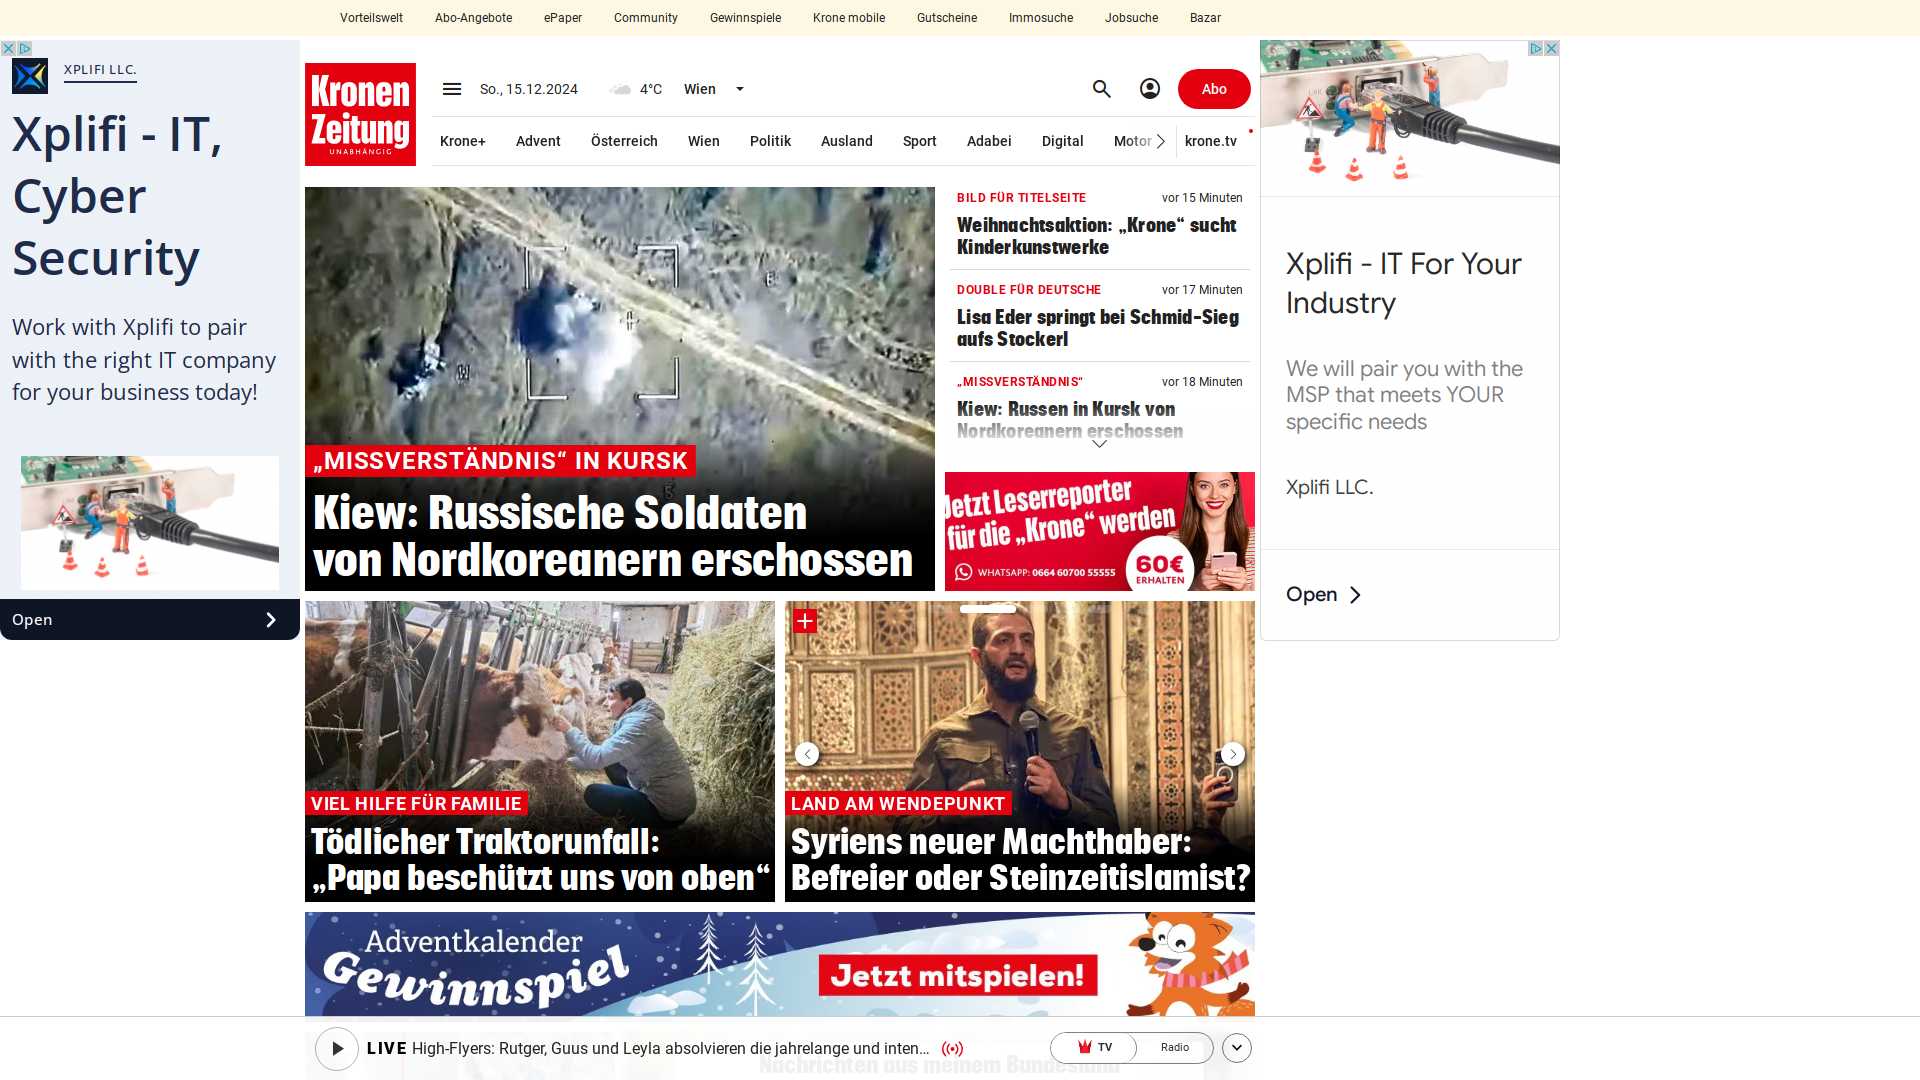 Vorteilswelt Abo-Angebote ePaper Community Gewinnspiele Krone mobile Gutscheine Immosuche Jobsuche Bazar
XPLIFI LLC.
Xplifi - IT,
Cyber
Security
Work with Xplifi to pair
with the right IT company
for your business today!
Open
Kronen
Zeitung
UNABHÄNGIG
So., 15.12.2024 4°C Wien
Abo
Krone+ Advent Österreich Wien Politik Ausland Sport Adabei Digital Motor krone.tv
„MISSVERSTÄNDNIS“ IN KURSK
Kiew: Russische Soldaten
von Nordkoreanern erschossen
BILD FÜR TITELSEITE vor 15 Minuten
Weihnachtsaktion: „Krone“ sucht
Kinderkunstwerke
DOUBLE FÜR DEUTSCHE vor 17 Minuten
Lisa Eder springt bei Schmid-Sieg
aufs Stockerl
„MISSVERSTÄNDNIS“ vor 18 Minuten
Kiew: Russen in Kursk von
Nordkoreanern erschossen
Jetzt Leserreporter
für die „Krone“ werden
WHATSAPP: 0664 60700 55555
60€
ERHALTEN
VIEL HILFE FÜR FAMILIE
Tödlicher Traktorunfall:
„Papa beschützt uns von oben“
LAND AM WENDEPUNKT
Syriens neuer Machthaber:
Befreier oder Steinzeitislamist?
Adventkalender
Gewinnspiel
Jetzt mitspielen!
LIVE High-Flyers: Rutger, Guus und Leyla absolvieren die jahrelange und inten...
TV Radio
Nachrichten aus meinem Bundesland
Xplifi - IT For Your
Industry
We will pair you with the
MSP that meets YOUR
specific needs
Xplifi LLC.
Open